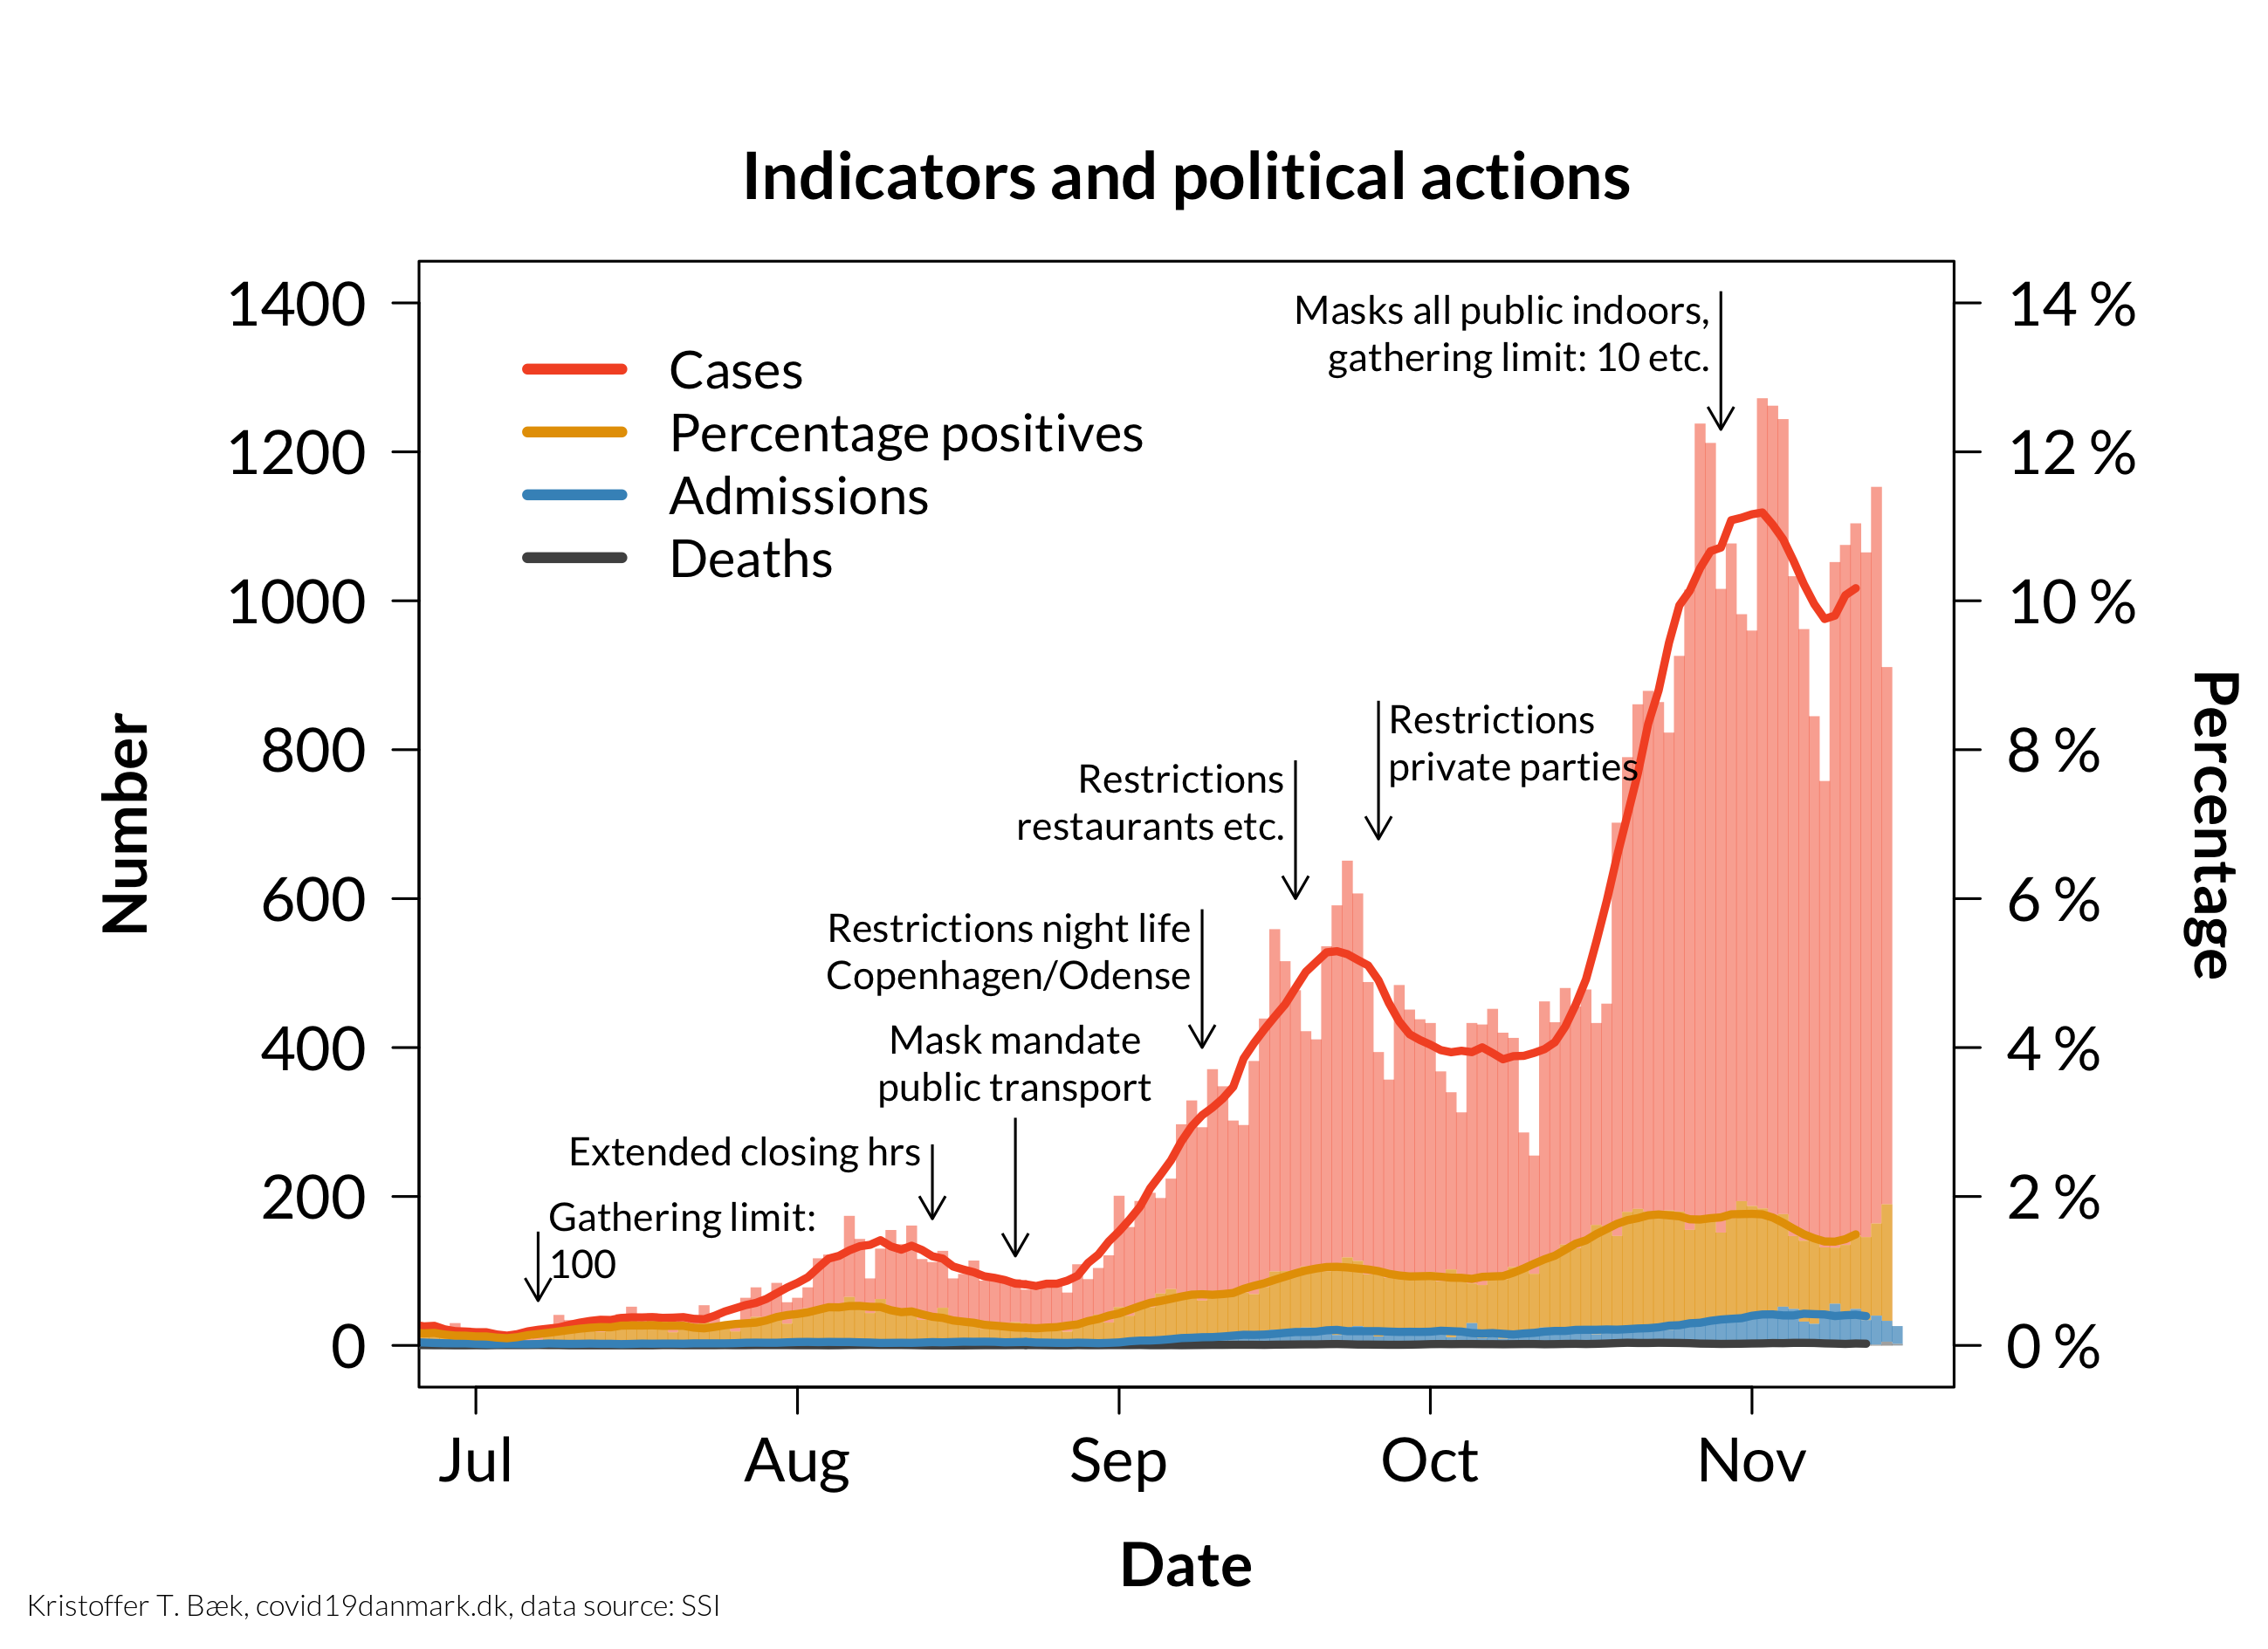 Indicators and political actions
1400
1200
1000
800
600
400
200
0
Number
Cases
Percentage positives
Admissions
Deaths
Masks all public indoors,
gathering limit: 10 etc.
Restrictions
private parties
Restrictions
restaurants etc.
Restrictions night life
Copenhagen/Odense
Mask mandate
public transport
Extended closing hrs
Gathering limit:
100
14 %
12 %
10 %
8 %
6 %
4 %
2 %
0 %
Percentage
Jul
Aug
Sep
Oct
Nov
Date
Kristoffer T. Bæk, covid19danmark.dk, data source: SSI